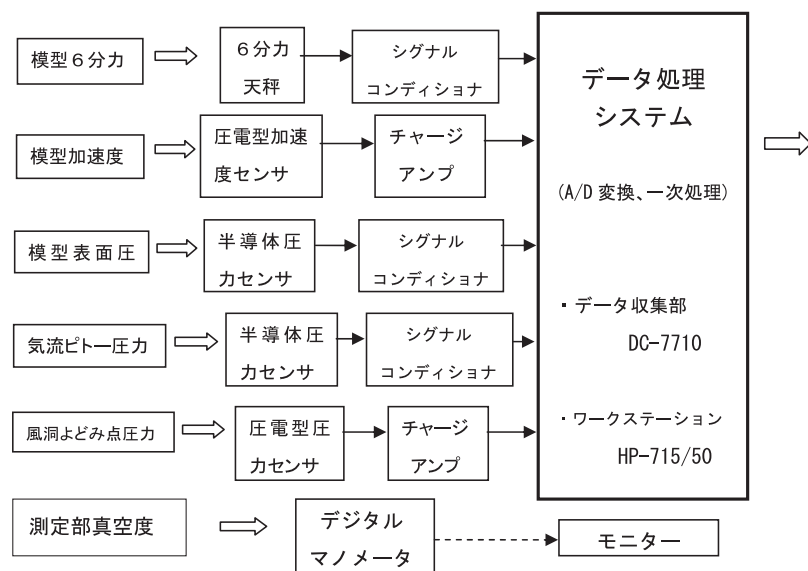 模型６分力
６分力
天秤
シグナル
コンディショナ
模型加速度
圧電型加速
度センサ
チャージ
アンプ
模型表面圧
半導体圧
力センサ
シグナル
コンディショナ
気流ピトー圧力
半導体圧
力センサ
シグナル
コンディショナ
風洞よどみ点圧力
圧電型圧
力センサ
チャージ
アンプ
測定部真空度
デジタル
マノメータ
モニター
データ処理
システム
(A/D 変換、一次処理)
・データ収集部
DC-7710
・ワークステーション
HP-715/50